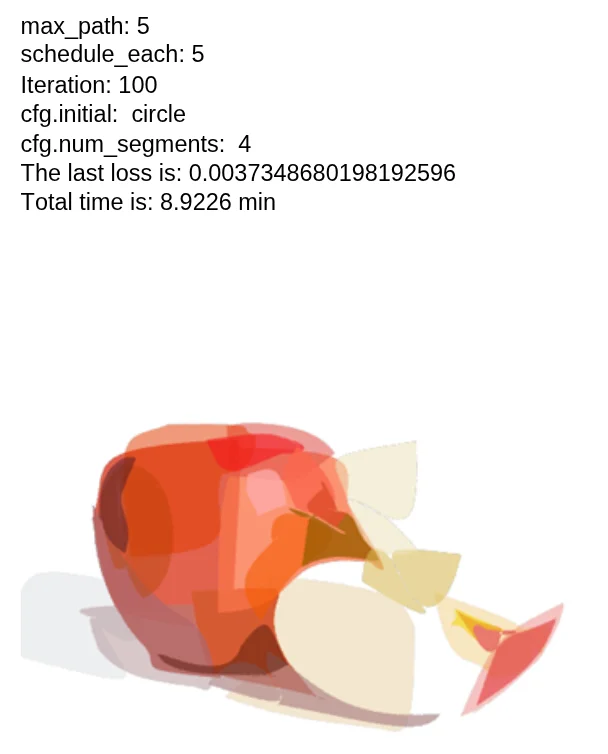 max_path: 5
schedule_each: 5
Iteration: 100
cfg.initial:  circle
cfg.num_segments:  4
The last loss is: 0.0037348680198192596
Total time is: 8.9226 min